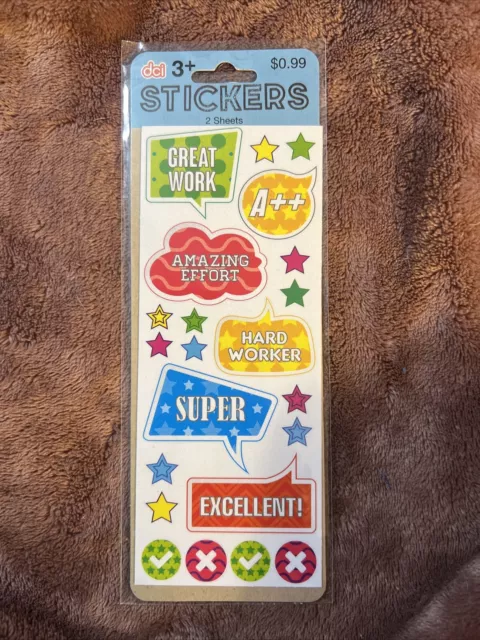 dci 3+ $0.99
STICKERS
2 Sheets
GREAT
WORK
A++
AMAZING
EFFORT
HARD
WORKER
SUPER
EXCELLENT!